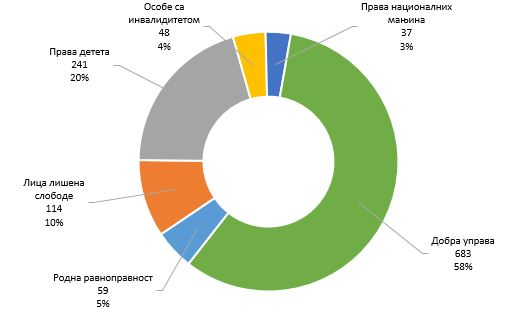 Особе са
инвалидитетом
48
4%
Права националних
мањина
37
3%
Права детета
241
20%
Лица лишена
слободе
114
10%
Добра управа
683
58%
Родна равноправност
59
5%